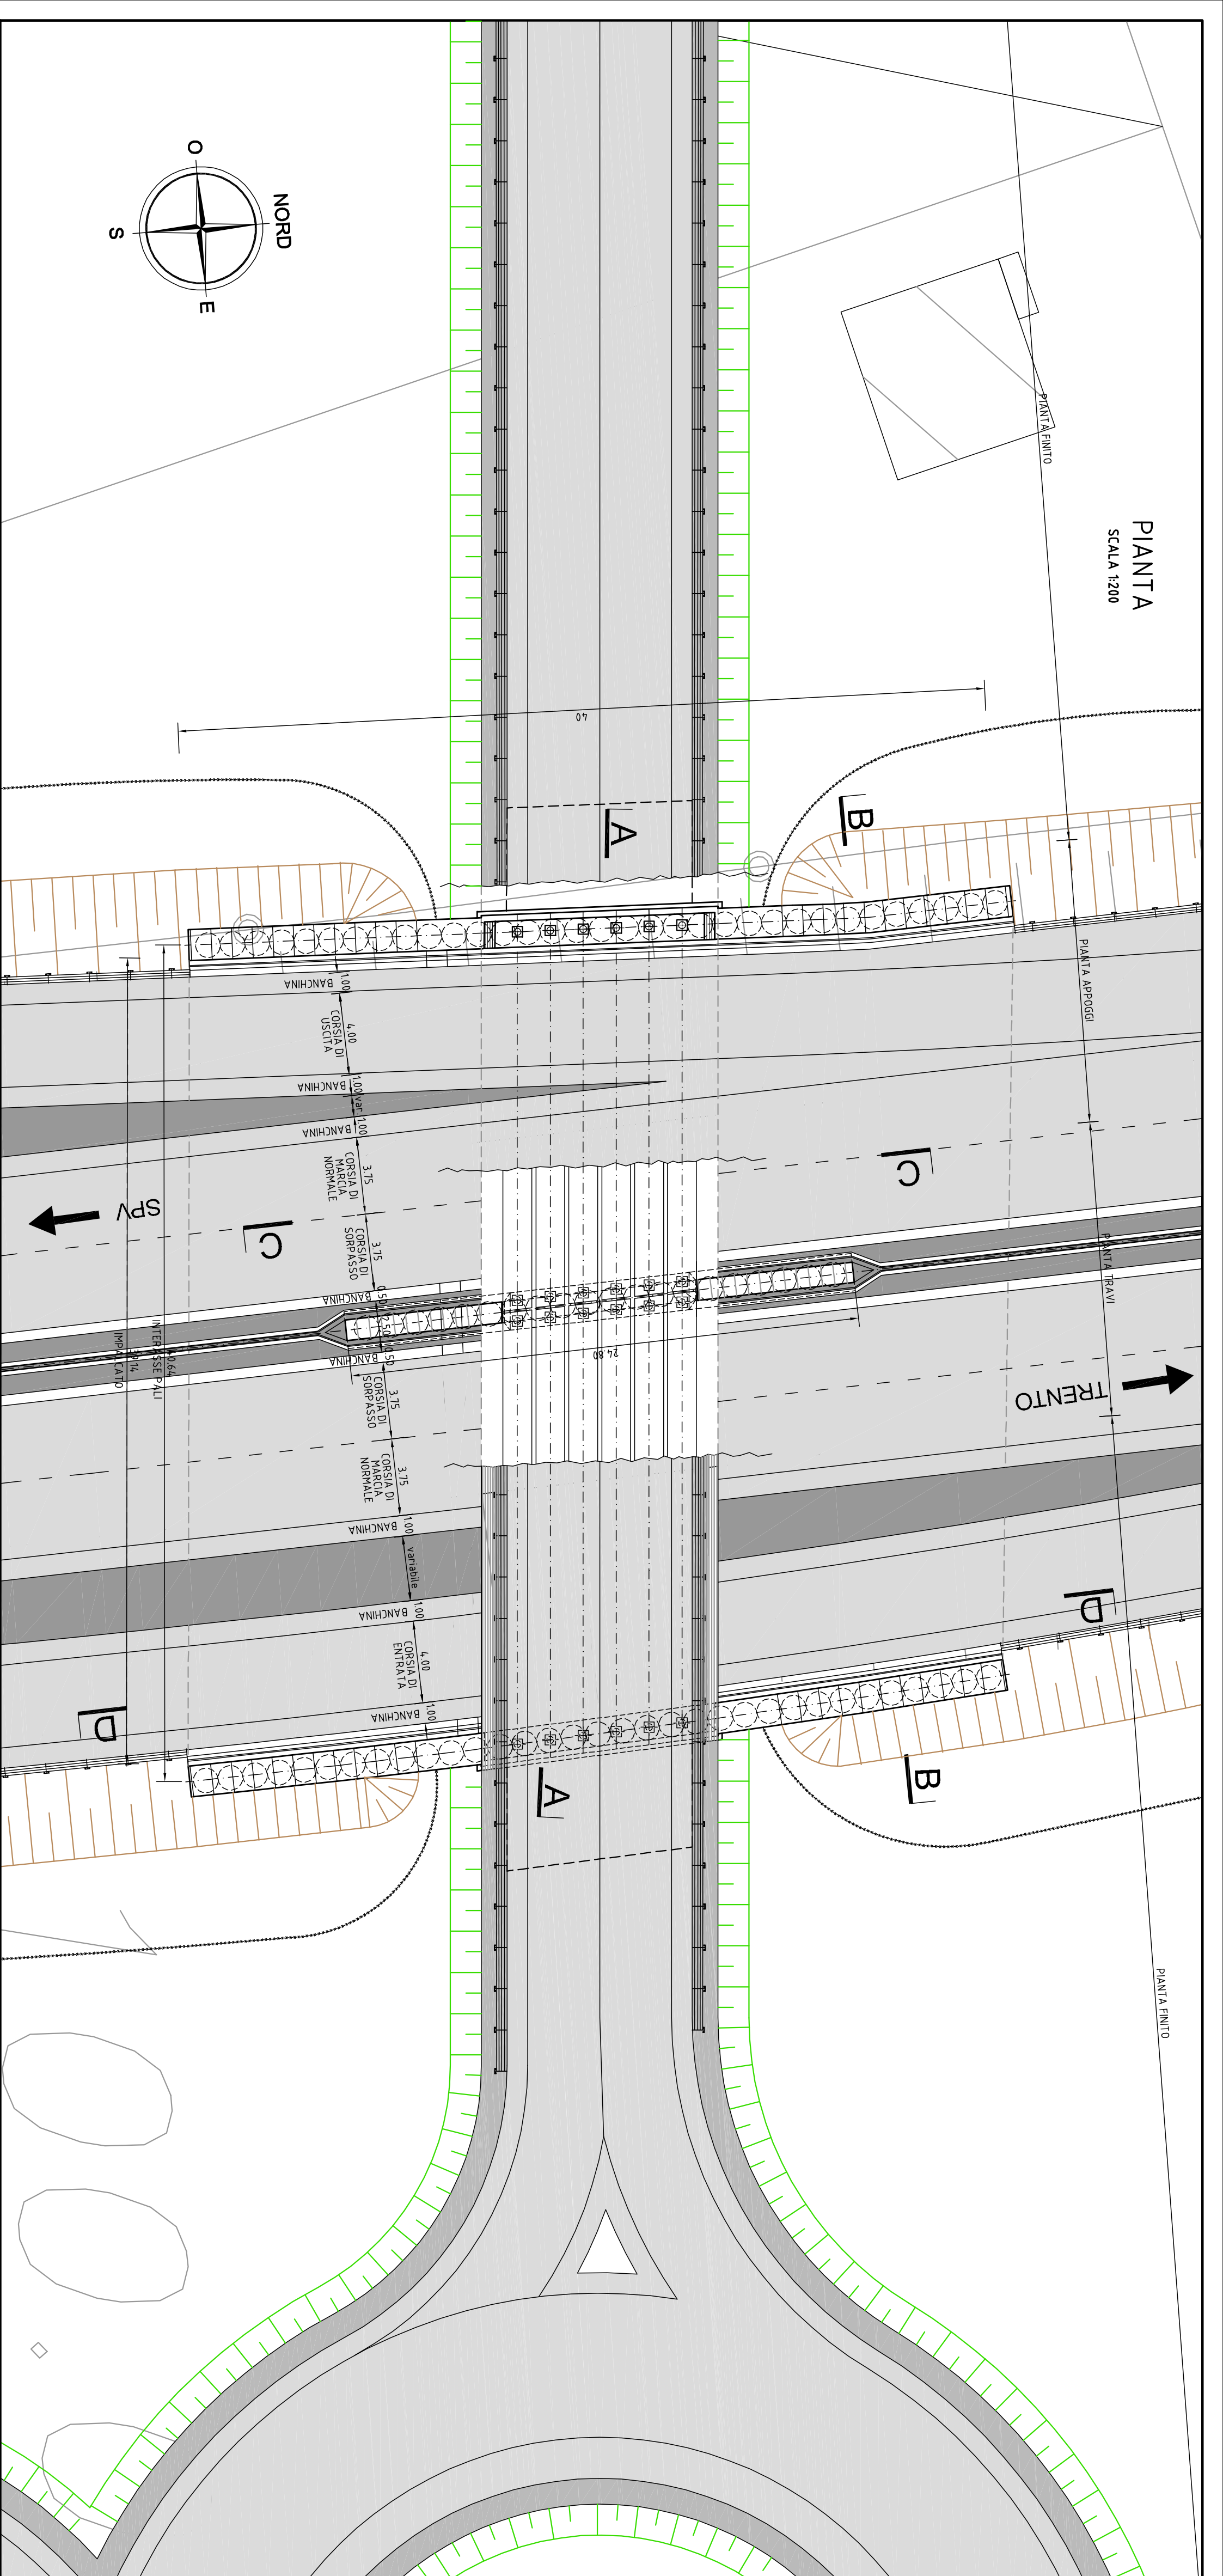 O
NORD
S
E
PIANTA
SCALA 1:200
PIANTA FINITO
40
A
B
PIANTA APPOGGI
1.00
BANCHINA
4.00
CORSIA DI
USCITA
1.00
BANCHINA
var.
1.00
BANCHINA
3.75
CORSIA DI
MARCIA
NORMALE
C
SPV
C
3.75
CORSIA DI
SORPASSO
PIANTA TRAVI
BANCHINA
2.50
BANCHINA
24.80
INTERASSE PALI
IMPALCATO
3.75
CORSIA DI
SORPASSO
TRENTO
3.75
CORSIA DI
MARCIA
NORMALE
1.00
BANCHINA
variabile
1.00
BANCHINA
4.00
CORSIA DI
ENTRATA
D
1.00
BANCHINA
D
A
B
PIANTA FINITO